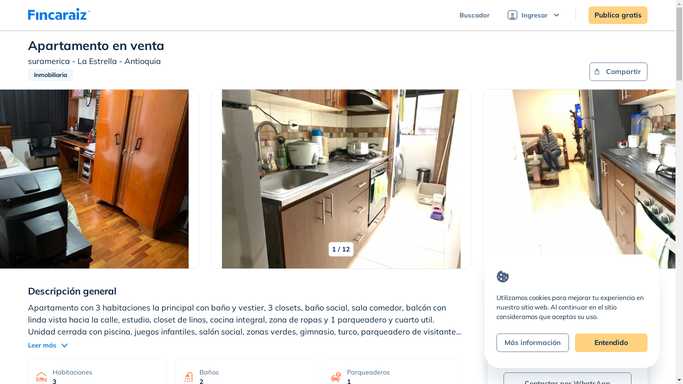 Fincaraiz
Buscador
Ingresar
Publica gratis
Apartamento en venta
suramerica - La Estrella - Antioquia
Inmobiliaria
Compartir
1 / 12
Descripción general
Apartamento con 3 habitaciones la principal con baño y vestier, 3 closets, baño social, sala comedor, balcón con
linda vista hacia la calle, estudio, closet de linos, cocina integral, zona de ropas y 1 parqueadero y cuarto util.
Unidad cerrada con piscina, juegos infantiles, salón social, zonas verdes, gimnasio, turco, parqueadero de visitante...
Leer más
Habitaciones
3
Baños
2
Parqueaderos
1
Utilizamos cookies para mejorar tu experiencia en
nuestro sitio web. Al continuar en el sitio
consideramos que aceptas su uso.
Más información
Entendido
Contactar por WhatsApp